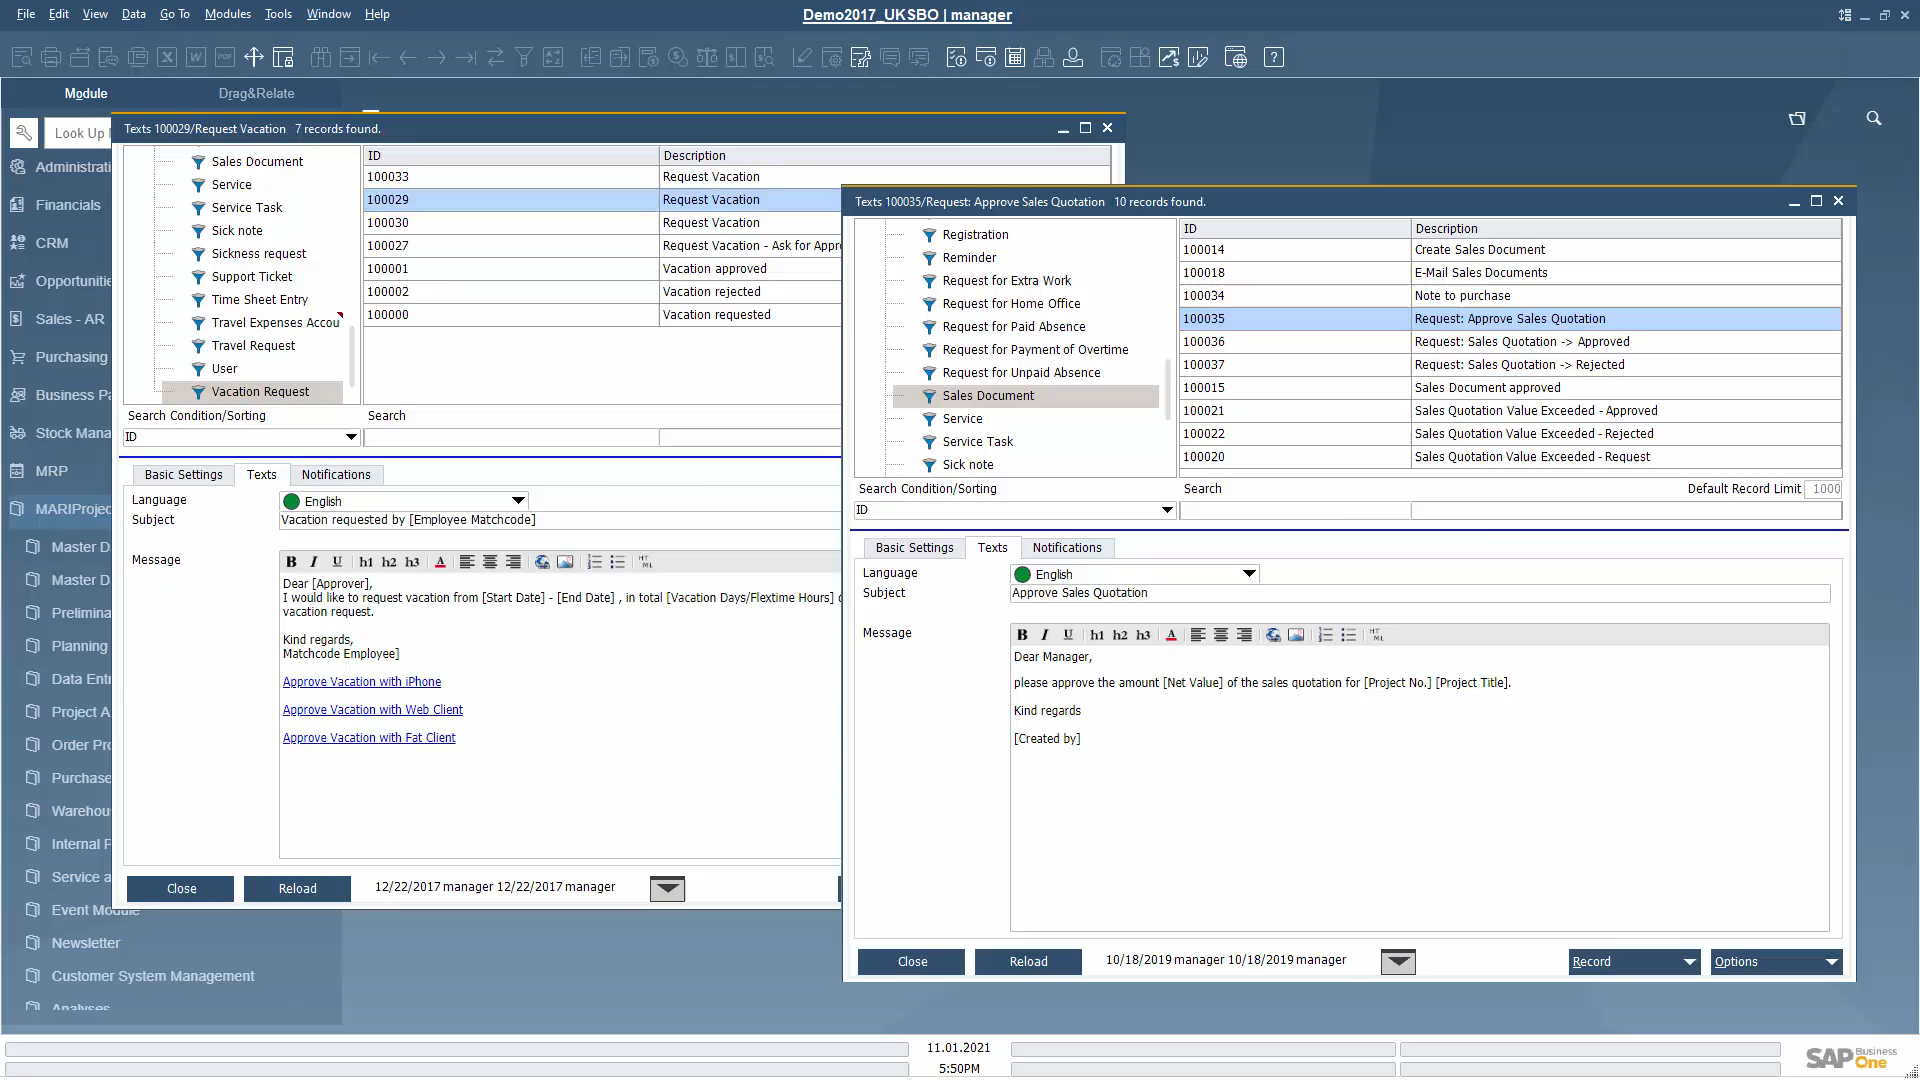 File Edit View Data Go To Modules Tools Window Help
Demo2017_UKSBO | manager
Module
Drag&Relate
Look Up
Administrati
Financials
CRM
Opportunitie
Sales - AR
Purchasing
Business Pa
Stock Mana
MRP
MARIProjec
Master D
Master D
Prelimina
Planning
Data Entr
Project A
Order Pro
Purchase
Warehou
Internal P
Service a
Event Module
Newsletter
Customer System Management
Analyses
Texts 100029/Request Vacation 7 records found.
Sales Document
Service
Service Task
Sick note
Sickness request
Support Ticket
Time Sheet Entry
Travel Expenses Accou
Travel Request
User
Vacation Request
ID Description
100033 Request Vacation
100029 Request Vacation
100030 Request Vacation
100027 Request Vacation - Ask for Appr
100001 Vacation approved
100002 Vacation rejected
100000 Vacation requested
Search Condition/Sorting
Search
ID
Basic Settings Texts Notifications
Language English
Subject Vacation requested by [Employee Matchcode]
Message
B I U h1 h2 h3 A HTML
Dear [Approver],
I would like to request vacation from [Start Date] - [End Date] , in total [Vacation Days/Flextime Hours]
vacation request.
Kind regards,
Matchcode Employee]
Approve Vacation with iPhone
Approve Vacation with Web Client
Approve Vacation with Fat Client
Close Reload 12/22/2017 manager 12/22/2017 manager
Texts 100035/Request: Approve Sales Quotation 10 records found.
Registration
Reminder
Request for Extra Work
Request for Home Office
Request for Paid Absence
Request for Payment of Overtime
Request for Unpaid Absence
Sales Document
Service
Service Task
Sick note
ID Description
100014 Create Sales Document
100018 E-Mail Sales Documents
100034 Note to purchase
100035 Request: Approve Sales Quotation
100036 Request: Sales Quotation -> Approved
100037 Request: Sales Quotation -> Rejected
100015 Sales Document approved
100021 Sales Quotation Value Exceeded - Approved
100022 Sales Quotation Value Exceeded - Rejected
100020 Sales Quotation Value Exceeded - Request
Search Condition/Sorting
Search
Default Record Limit 1000
ID
Basic Settings Texts Notifications
Language English
Subject Approve Sales Quotation
Message
B I U h1 h2 h3 A HTML
Dear Manager,
please approve the amount [Net Value] of the sales quotation for [Project No.] [Project Title].
Kind regards
[Created by]
Close Reload 10/18/2019 manager 10/18/2019 manager Record Options
11.01.2021
5:50PM
SAP Business One